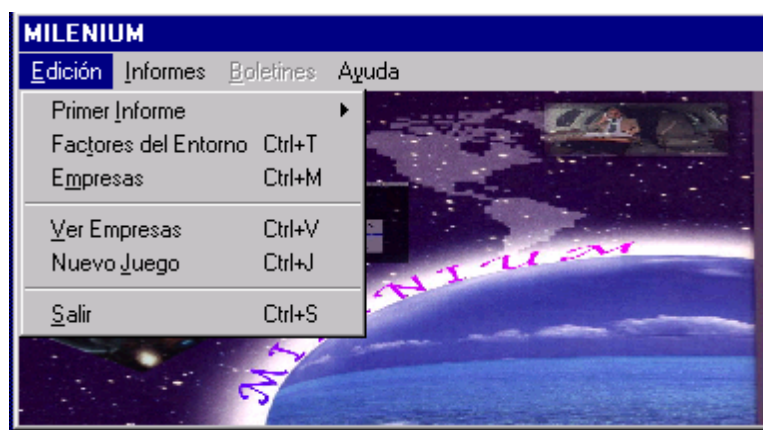 MILENIUM
Edición Informes Boletines Ayuda
Primer Informe
Factores del Entorno Ctrl+T
Empresas Ctrl+M
Ver Empresas Ctrl+V
Nuevo Juego Ctrl+J
Salir Ctrl+S